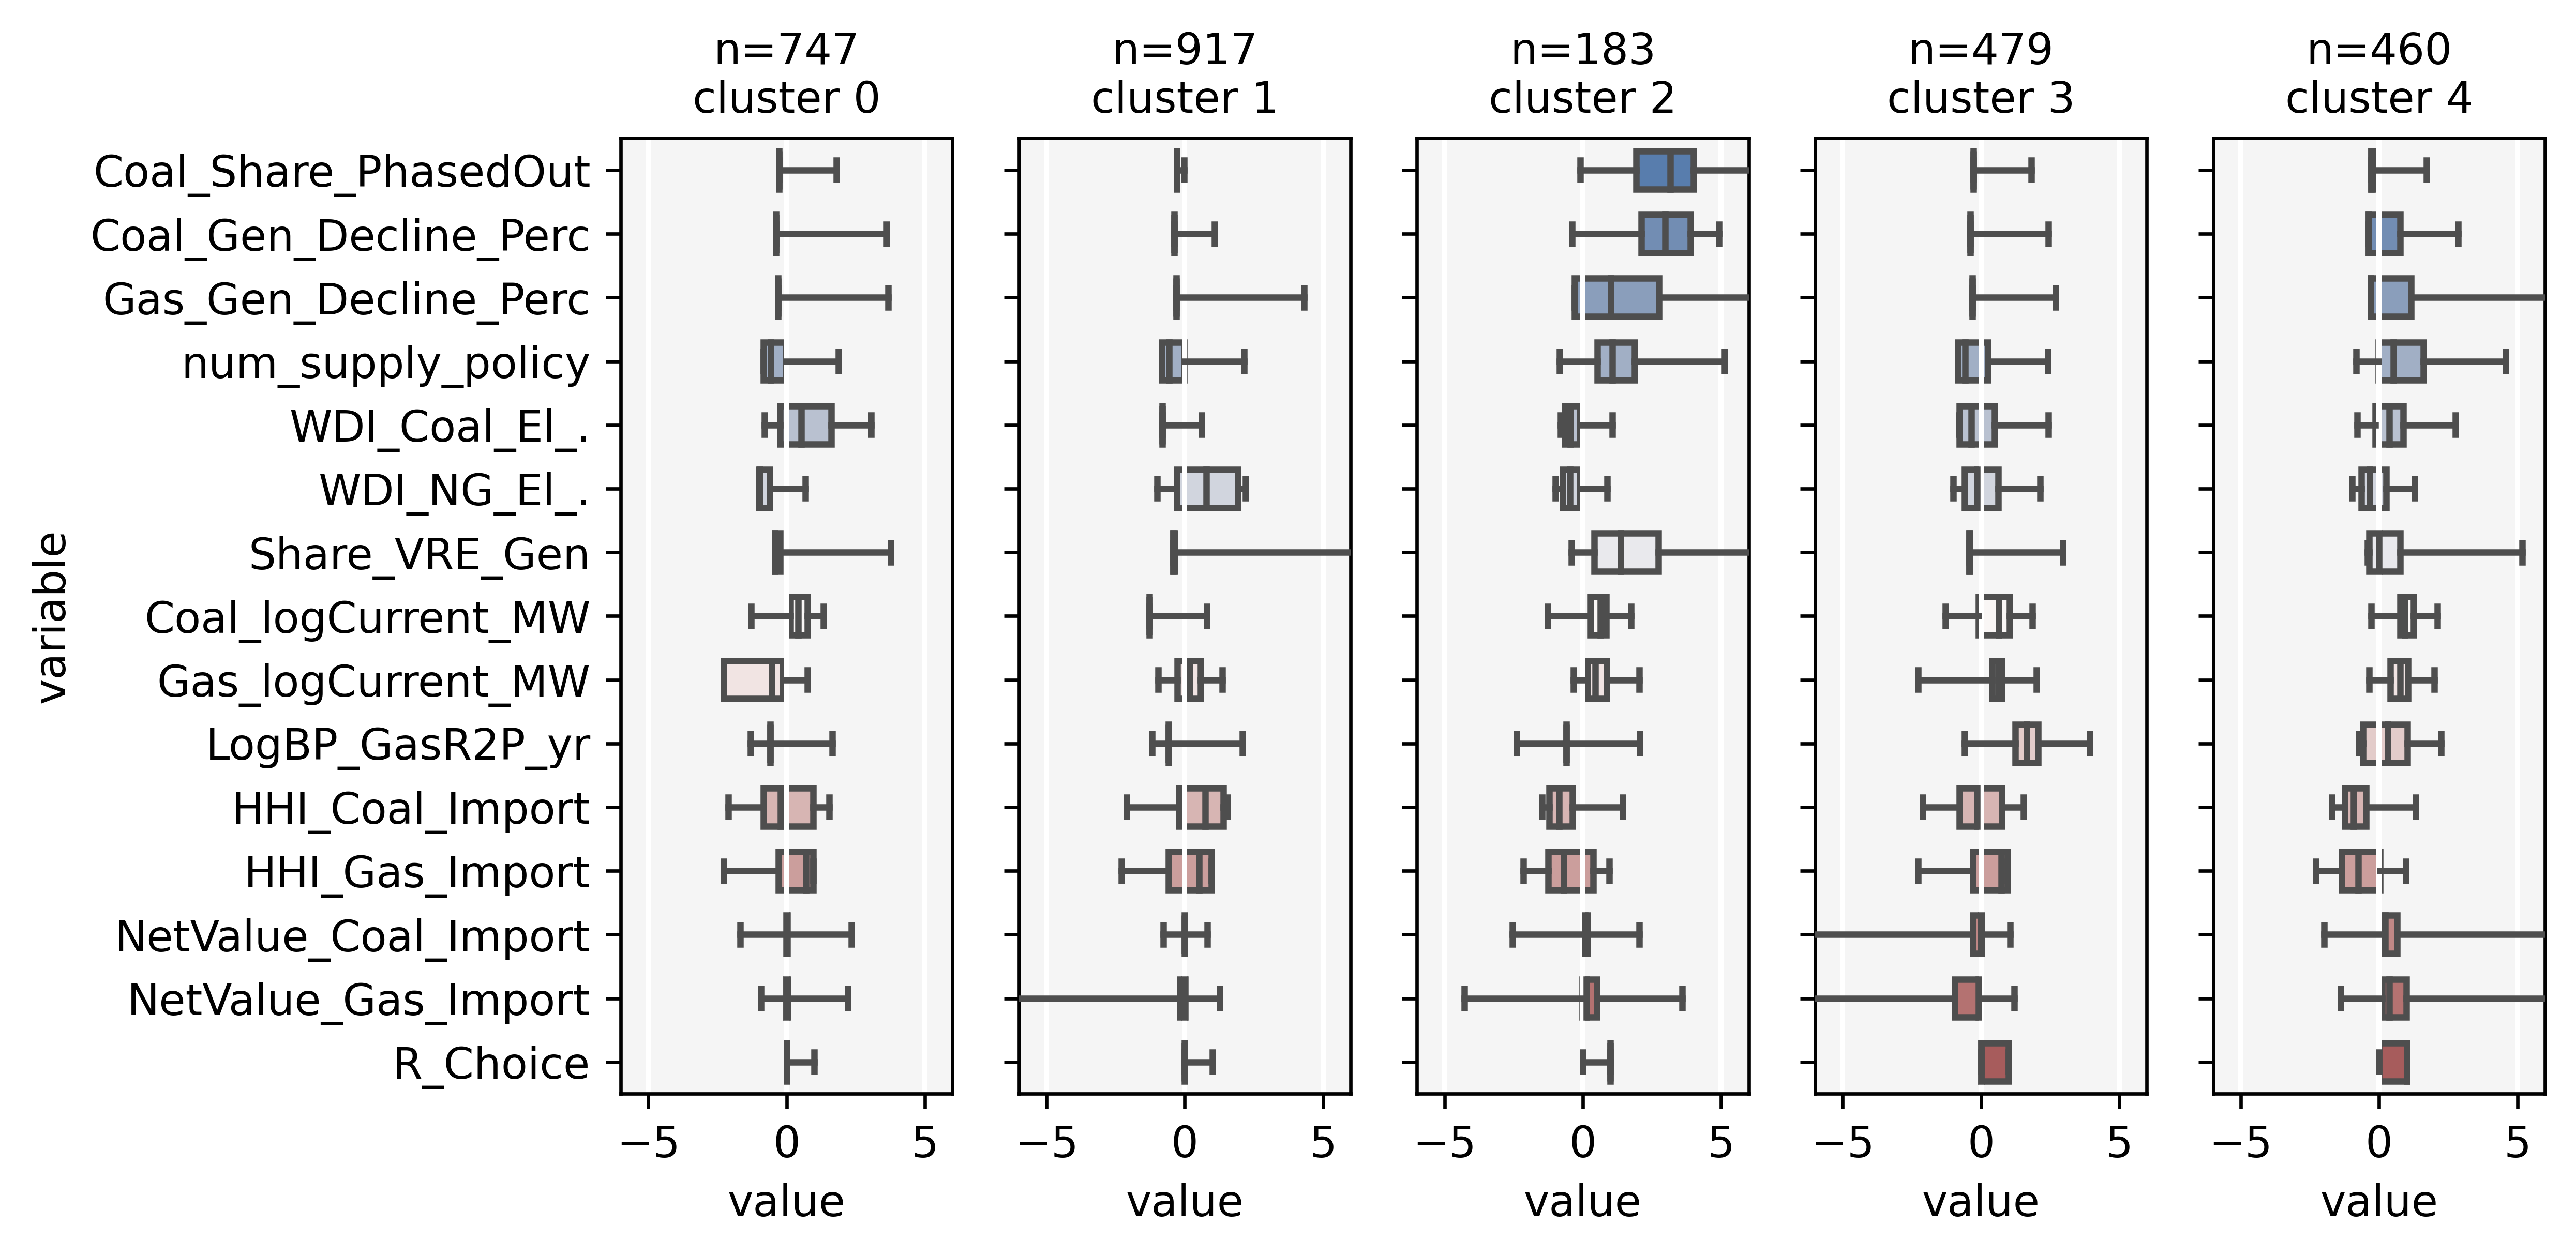 n=747
cluster 0
n=917
cluster 1
n=183
cluster 2
n=479
cluster 3
n=460
cluster 4
variable
Coal_Share_PhasedOut
Coal_Gen_Decline_Perc
Gas_Gen_Decline_Perc
num_supply_policy
WDI_Coal_El_.
WDI_NG_El_.
Share_VRE_Gen
Coal_logCurrent_MW
Gas_logCurrent_MW
LogBP_GasR2P_yr
HHI_Coal_Import
HHI_Gas_Import
NetValue_Coal_Import
NetValue_Gas_Import
R_Choice
−5 0 5
value
−5 0 5
value
−5 0 5
value
−5 0 5
value
−5 0 5
value